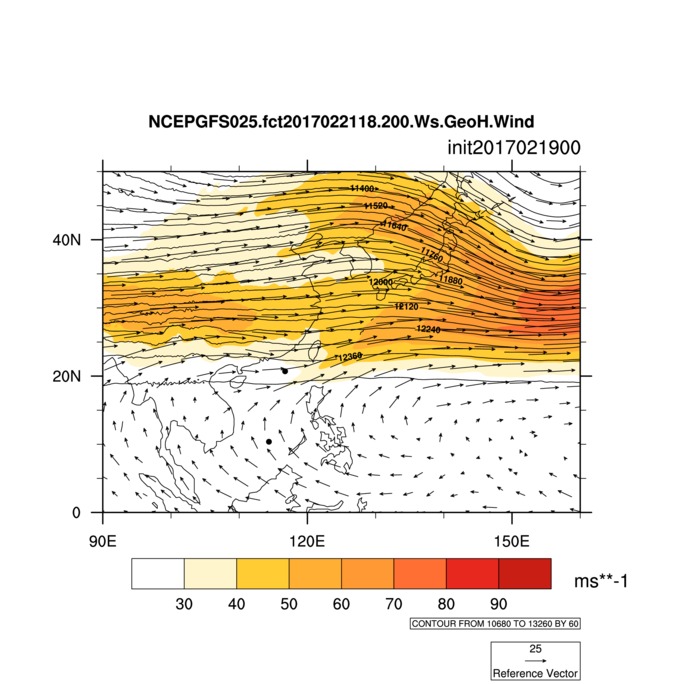 NCEPGFS025.fct2017022118.200.Ws.GeoH.Wind
init2017021900
11400
11520
11640
11760
11880
12000
12120
12240
12360
40N
20N
0
90E 120E 150E
ms**-1
30 40 50 60 70 80 90
CONTOUR FROM 10680 TO 13260 BY 60
25
Reference Vector